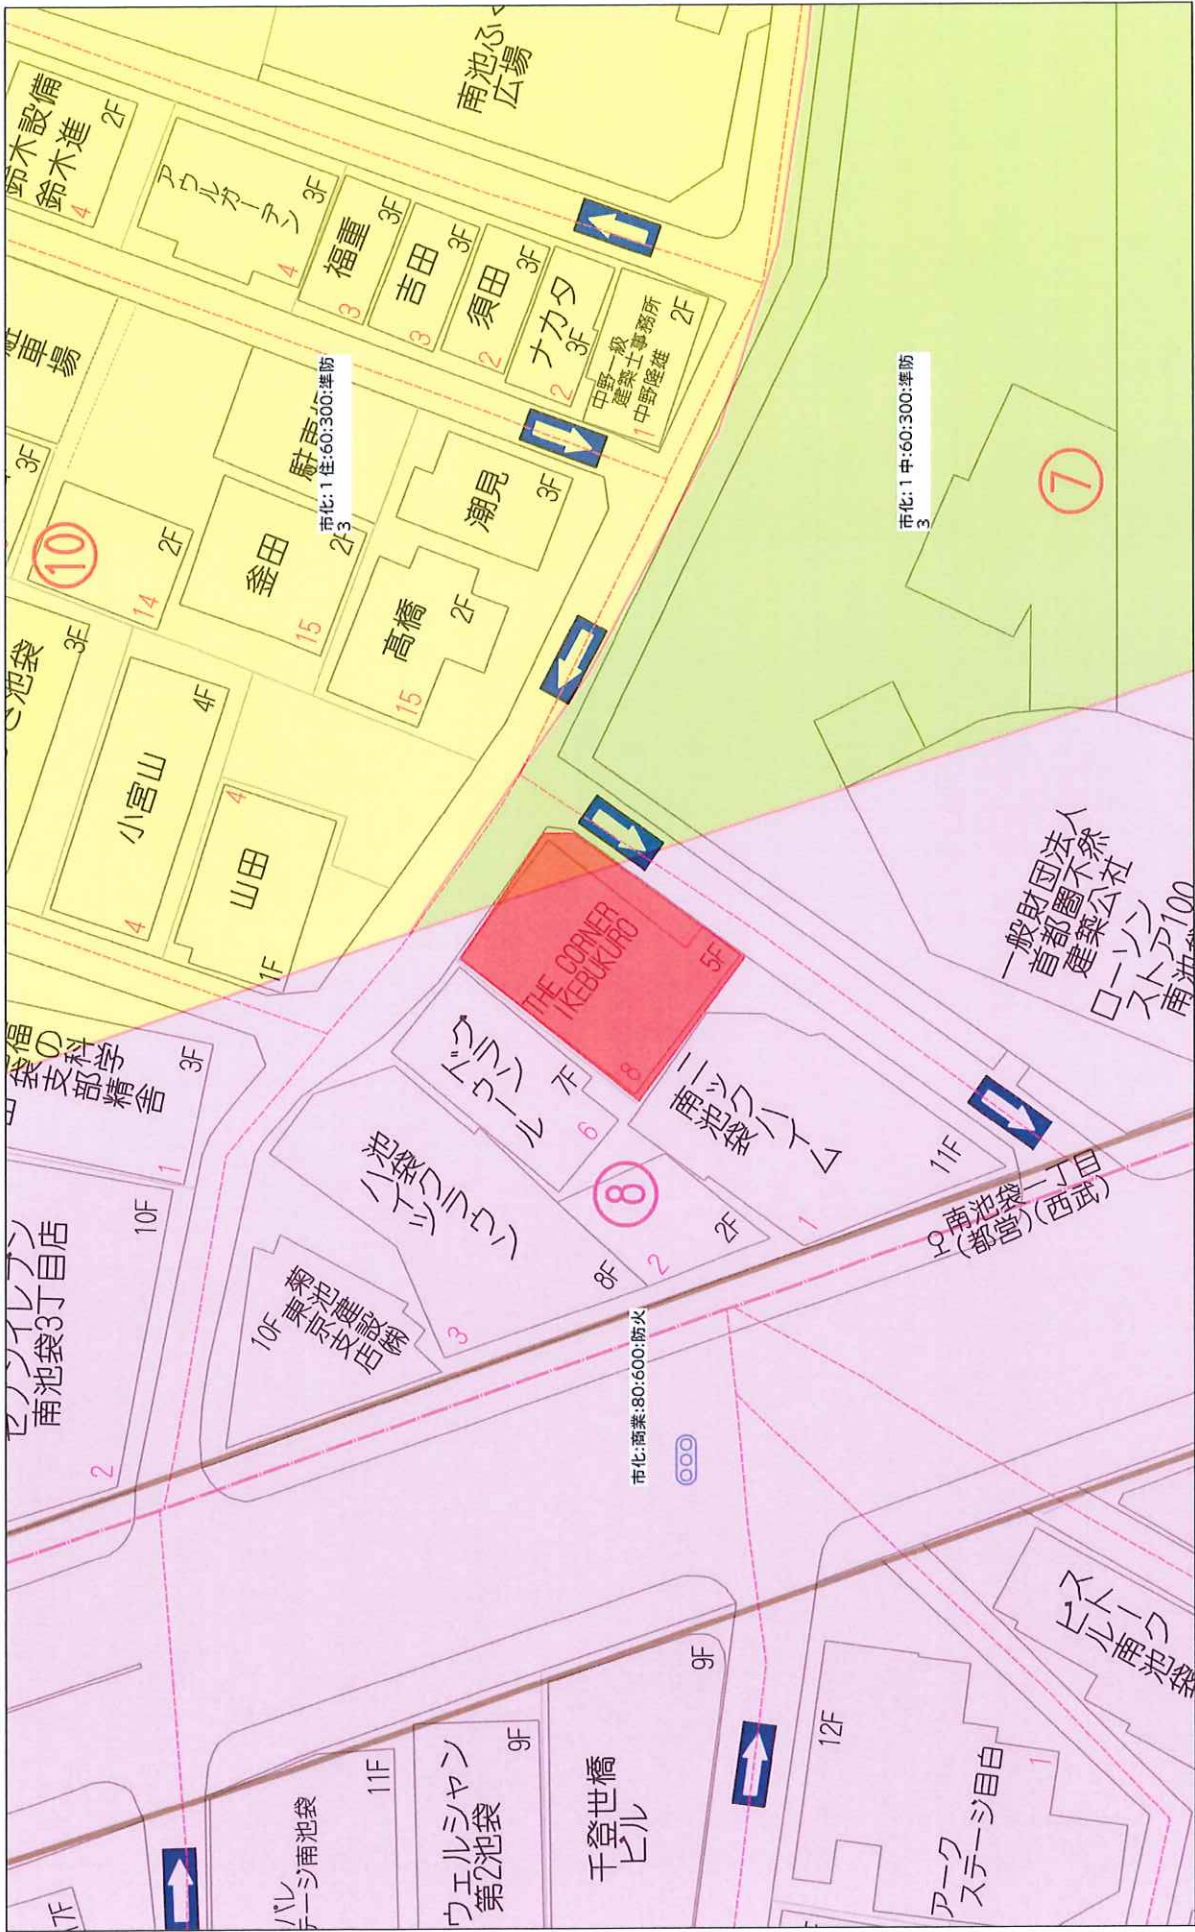 鈴木設備
鈴木進
2F
4
アウルガーデン
3F
4
福重
3F
3
吉田
3F
3
須田
3F
2
ナカタ
3F
2
中野一級
建築士事務所
中野隆雄
2F
1
広場
車場
3F
⑩
14
2F
釜田
2F
15
市化:1住:60:300:準防
3
潮見
3F
高橋
2F
15
池袋
3F
小宮山
4F
4
山田
4
1F
市化:1中:60:300:準防
3
⑦
THE CORNER
IKEBUKURO
5F
8
ドゥーグラン
7F
6
ニックハイム
南池袋
11F
1
⑧
2F
2
池袋クラウン
ハイツ
8F
菊池建設㈱
東京支店
10F
3
の科学
袋支部精舎
3F
1
セブンイレブン
南池袋3丁目店
10F
2
一般財団法人
首都圏不燃
建築公社
ローソン
ストア100
南池袋
南池袋一丁目
(都営)(西武)
市化:商業:80:600:防火
ストーク
ビル南池袋
アーク
ステージ目白
12F
1
千登世橋
ビル
9F
ウェルシャン
第2池袋
9F
パレ
ステージ南池袋
11F
17F